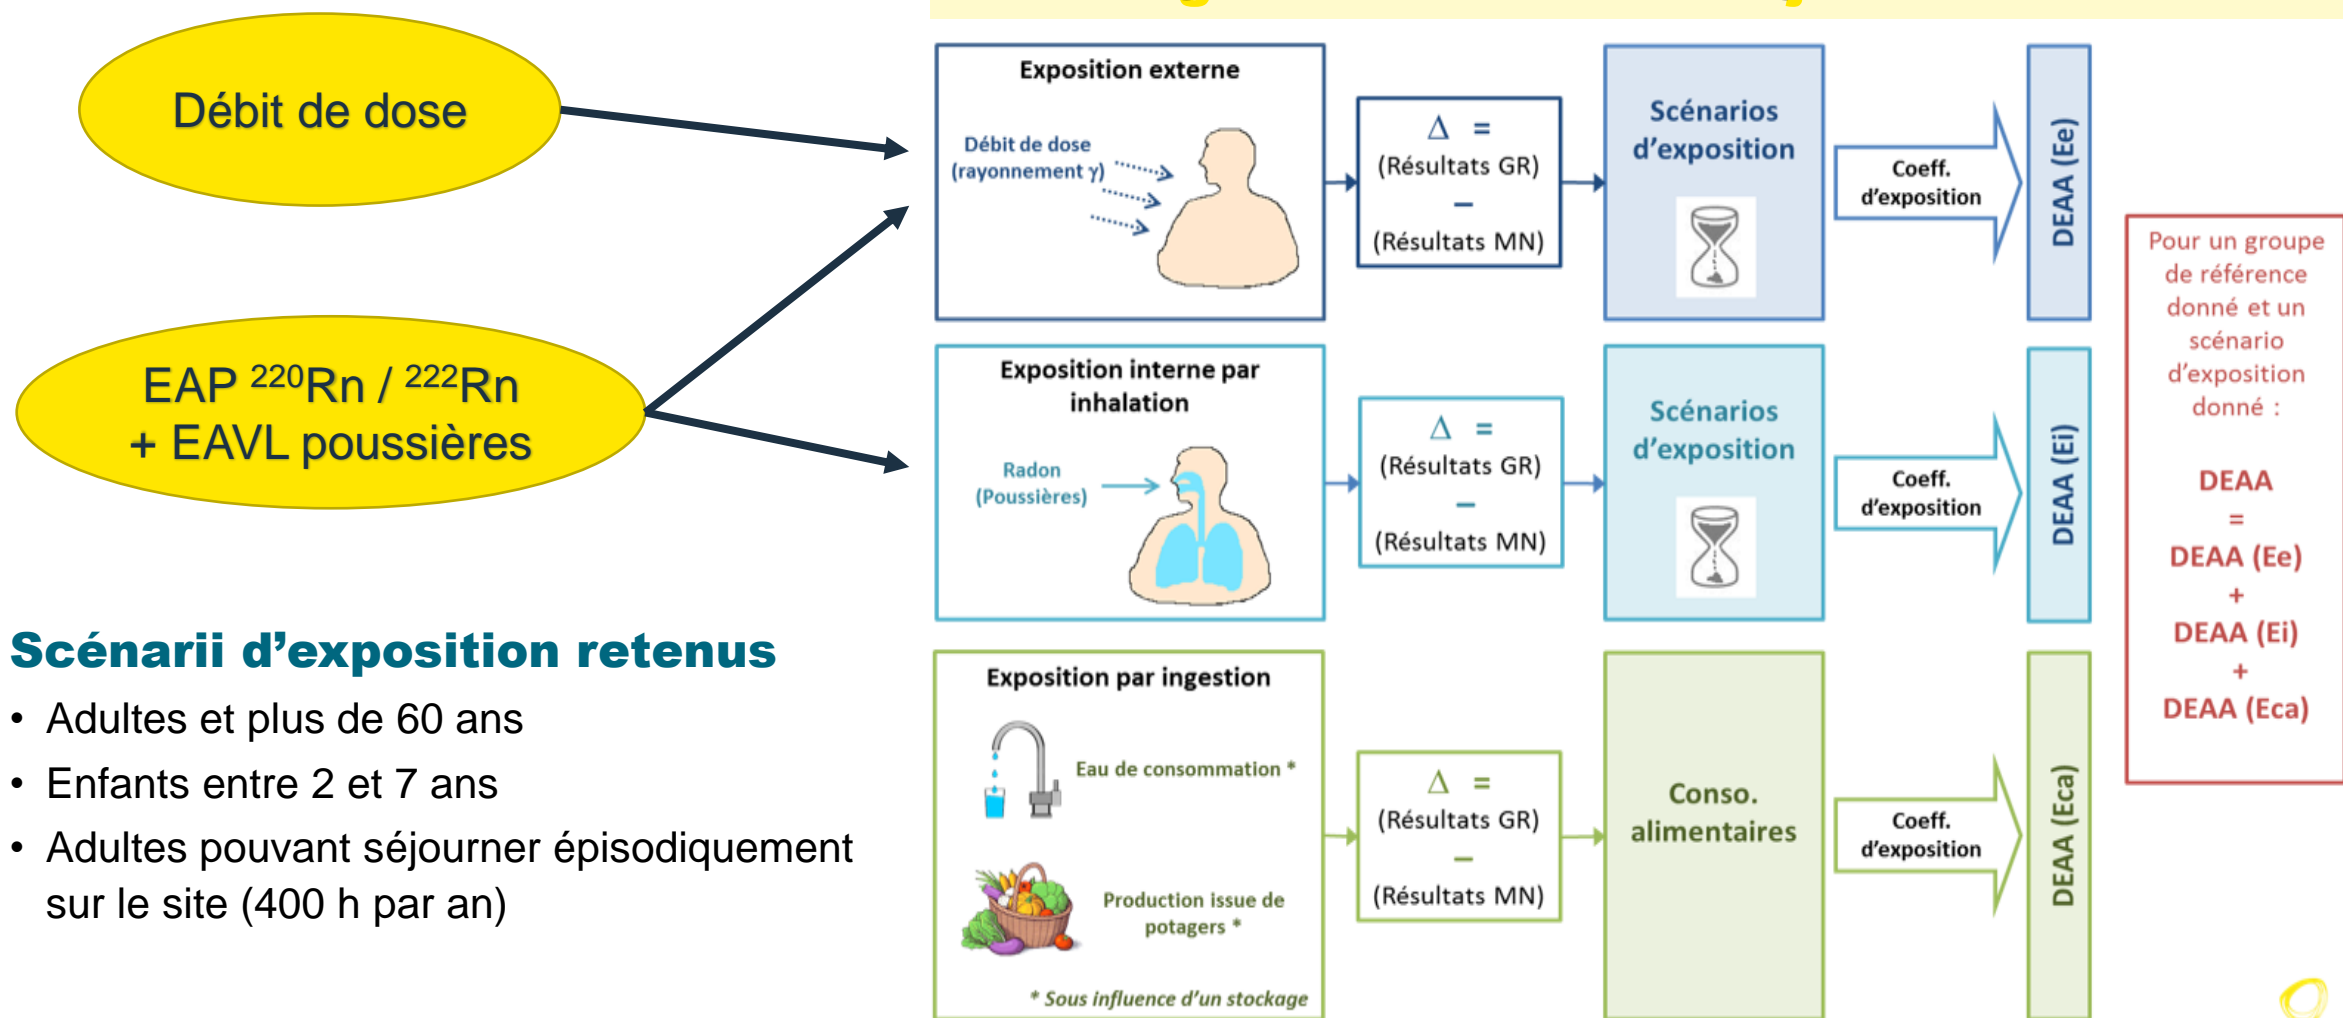 Débit de dose
EAP ²²⁰Rn / ²²²Rn
+ EAVL poussières
Scénarii d’exposition retenus
• Adultes et plus de 60 ans
• Enfants entre 2 et 7 ans
• Adultes pouvant séjourner épisodiquement
sur le site (400 h par an)
Exposition externe
Débit de dose
(rayonnement γ)
Δ =
(Résultats GR)
–
(Résultats MN)
Scénarios
d’exposition
Coeff.
d’exposition
DEAA (Ee)
Exposition interne par
inhalation
Radon
(Poussières)
Δ =
(Résultats GR)
–
(Résultats MN)
Scénarios
d’exposition
Coeff.
d’exposition
DEAA (Ei)
Exposition par ingestion
Eau de consommation *
Production issue de
potagers *
* Sous influence d’un stockage
Δ =
(Résultats GR)
–
(Résultats MN)
Conso.
alimentaires
Coeff.
d’exposition
DEAA (Eca)
Pour un groupe
de référence
donné et un
scénario
d’exposition
donné :
DEAA
=
DEAA (Ee)
+
DEAA (Ei)
+
DEAA (Eca)